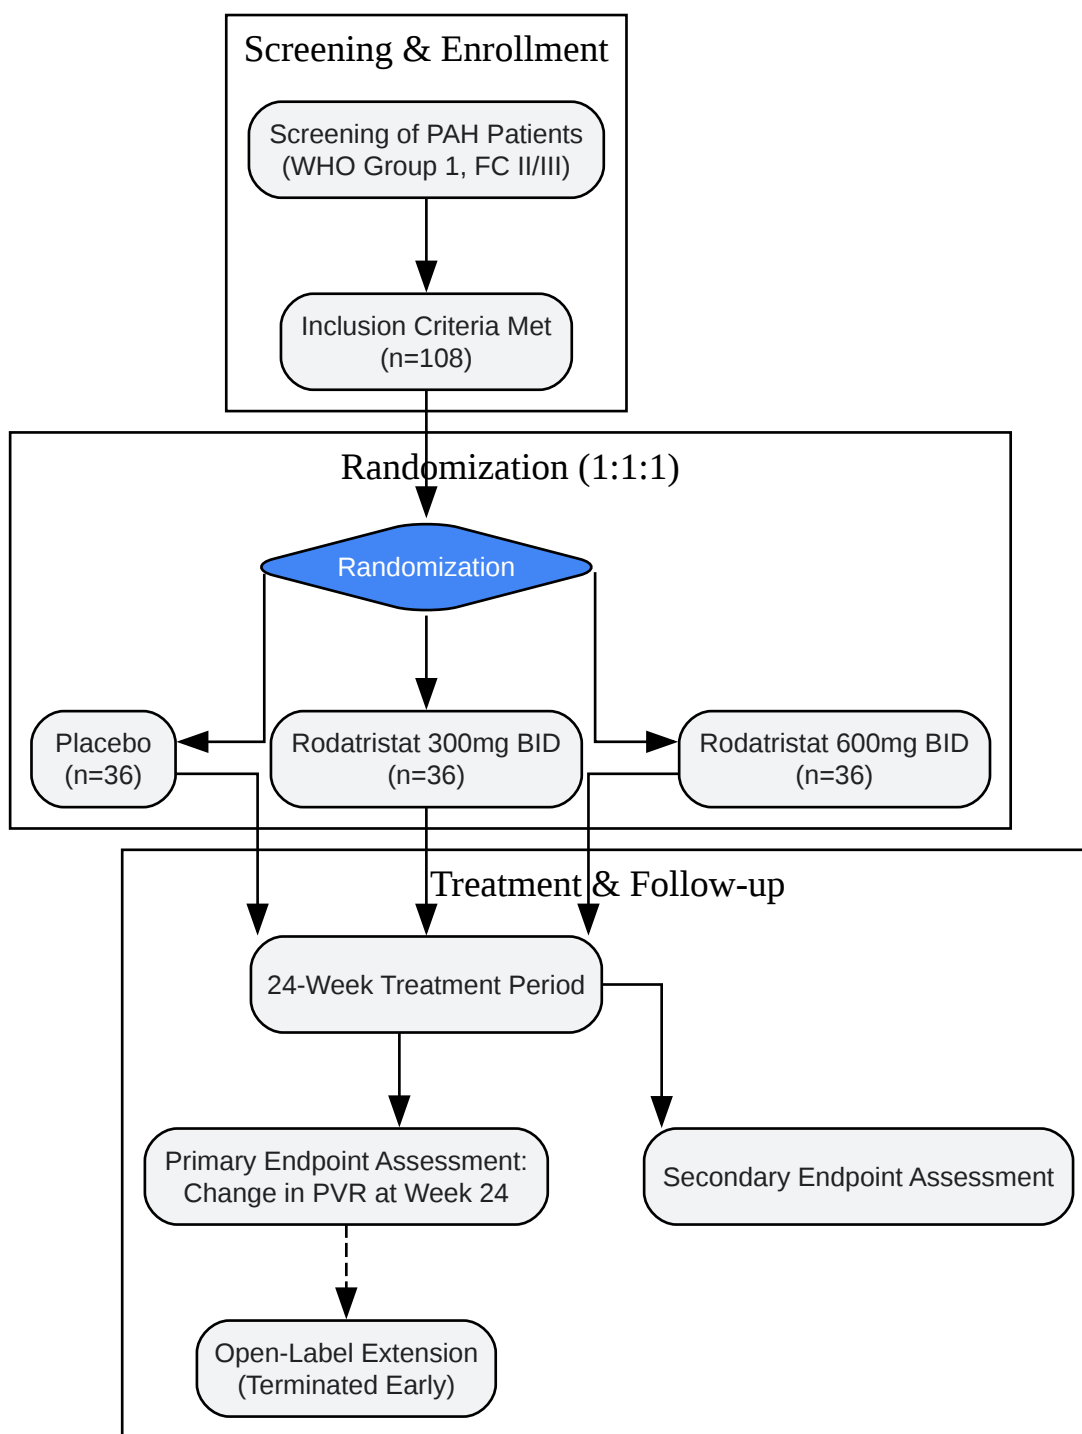 Screening & Enrollment
Screening of PAH Patients
(WHO Group 1, FC II/III)
Inclusion Criteria Met
(n=108)
Randomization (1:1:1)
Randomization
Placebo
(n=36)
Rodatristat 300mg BID
(n=36)
Rodatristat 600mg BID
(n=36)
Treatment & Follow-up
24-Week Treatment Period
Primary Endpoint Assessment:
Change in PVR at Week 24
Secondary Endpoint Assessment
Open-Label Extension
(Terminated Early)